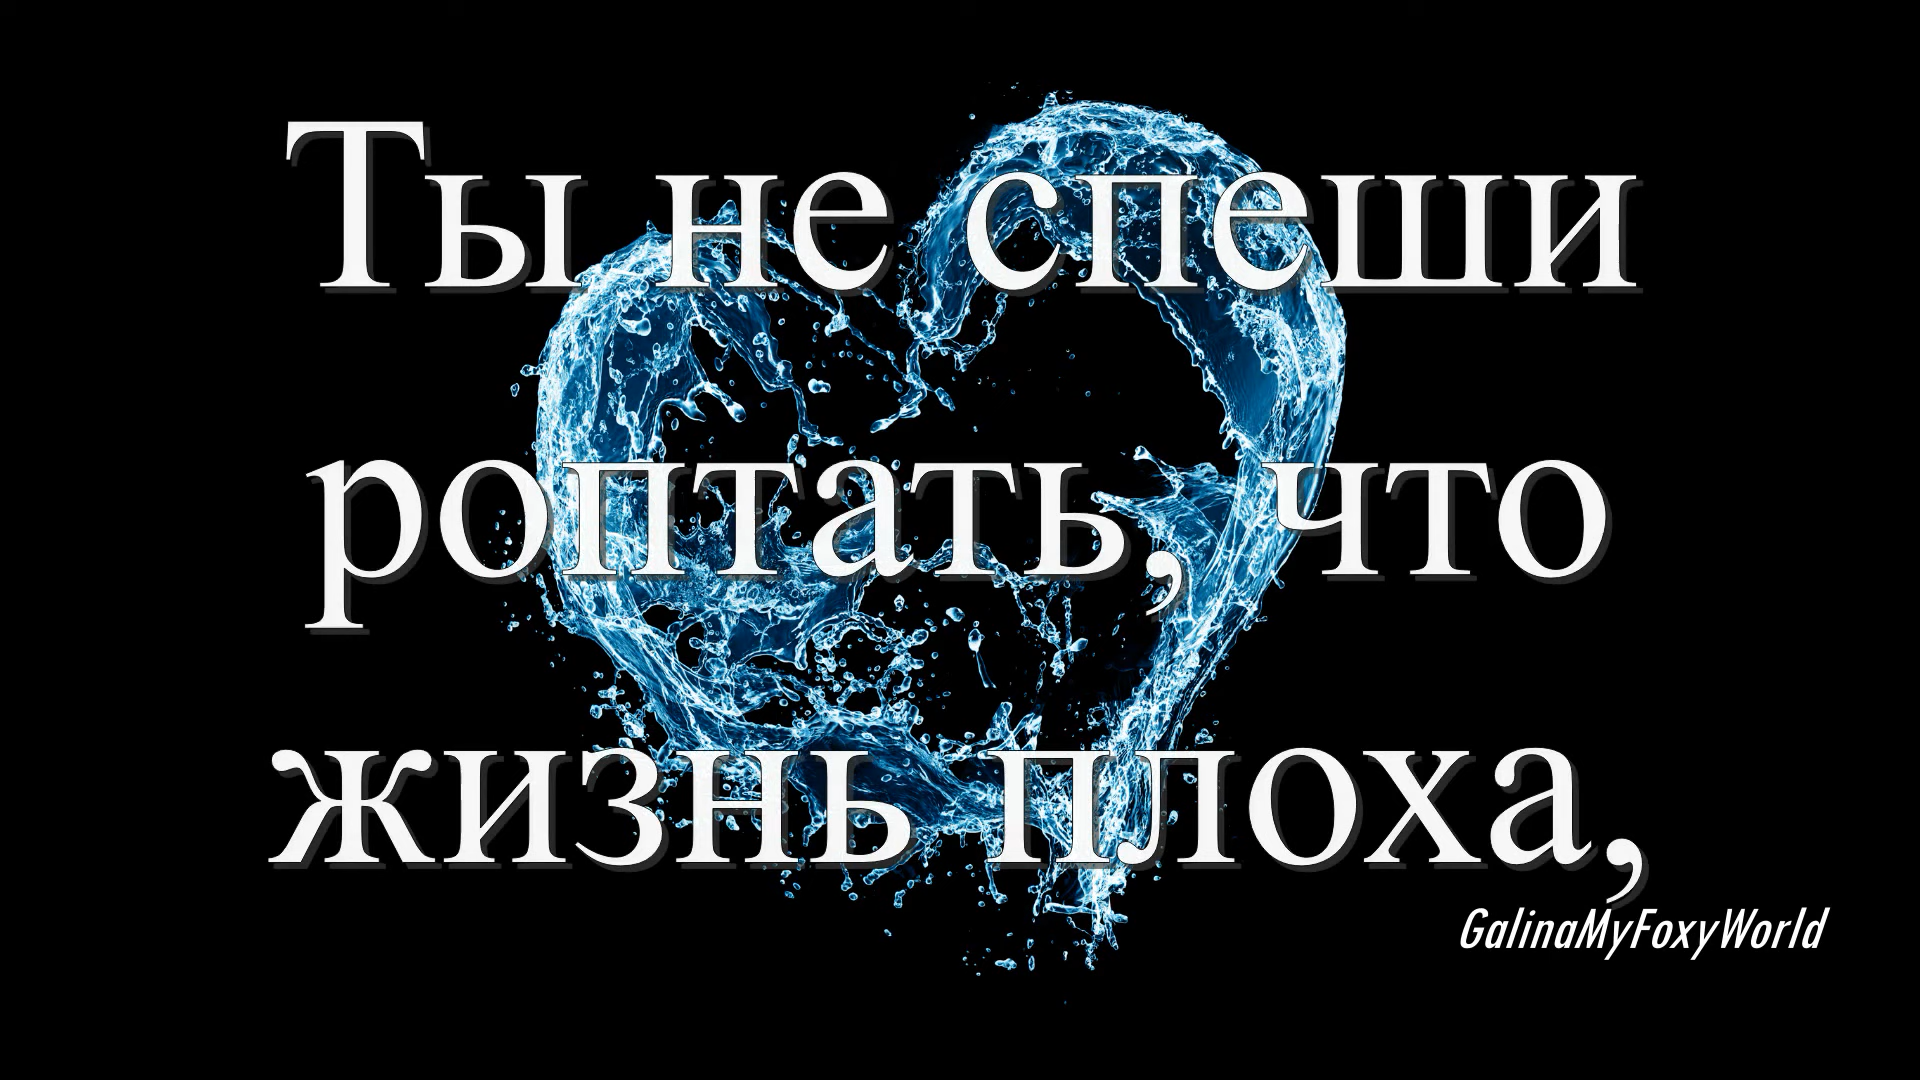 Ты не спеши
роптать, что
жизнь плоха,
GalinaMyFoxyWorld